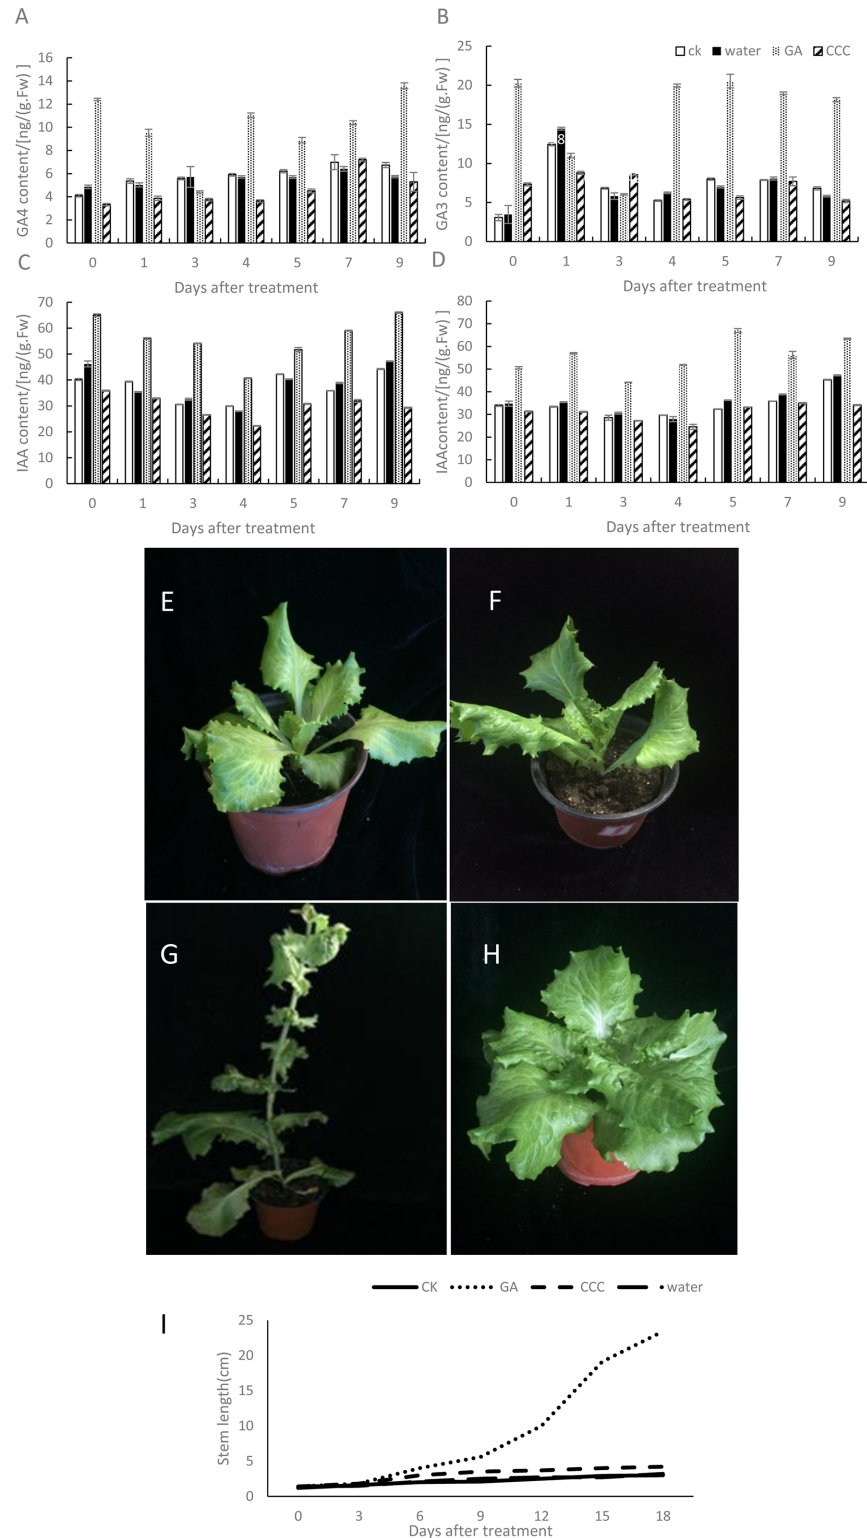 A
GA4 content/[ng/(g.Fw) ]
16
14
12
10
8
6
4
2
0
0 1 3 4 5 7 9
Days after treatment
B
ck water GA CCC
GA3 content/[ng/(g.Fw) ]
25
20
15
10
5
0
8
0 1 3 4 5 7 9
Days after treatment
C
IAA content/[ng/(g.Fw)
70
60
50
40
30
20
10
0
0 1 3 4 5 7 9
Days after treatment
D
IAAcontent/[ng/(g.Fw) ]
80
70
60
50
40
30
20
10
0
0 1 3 4 5 7 9
Days after treatment
E
F
G
H
I
CK GA CCC water
Stem length(cm)
25
20
15
10
5
0
0 3 6 9 12 15 18
Days after treatment